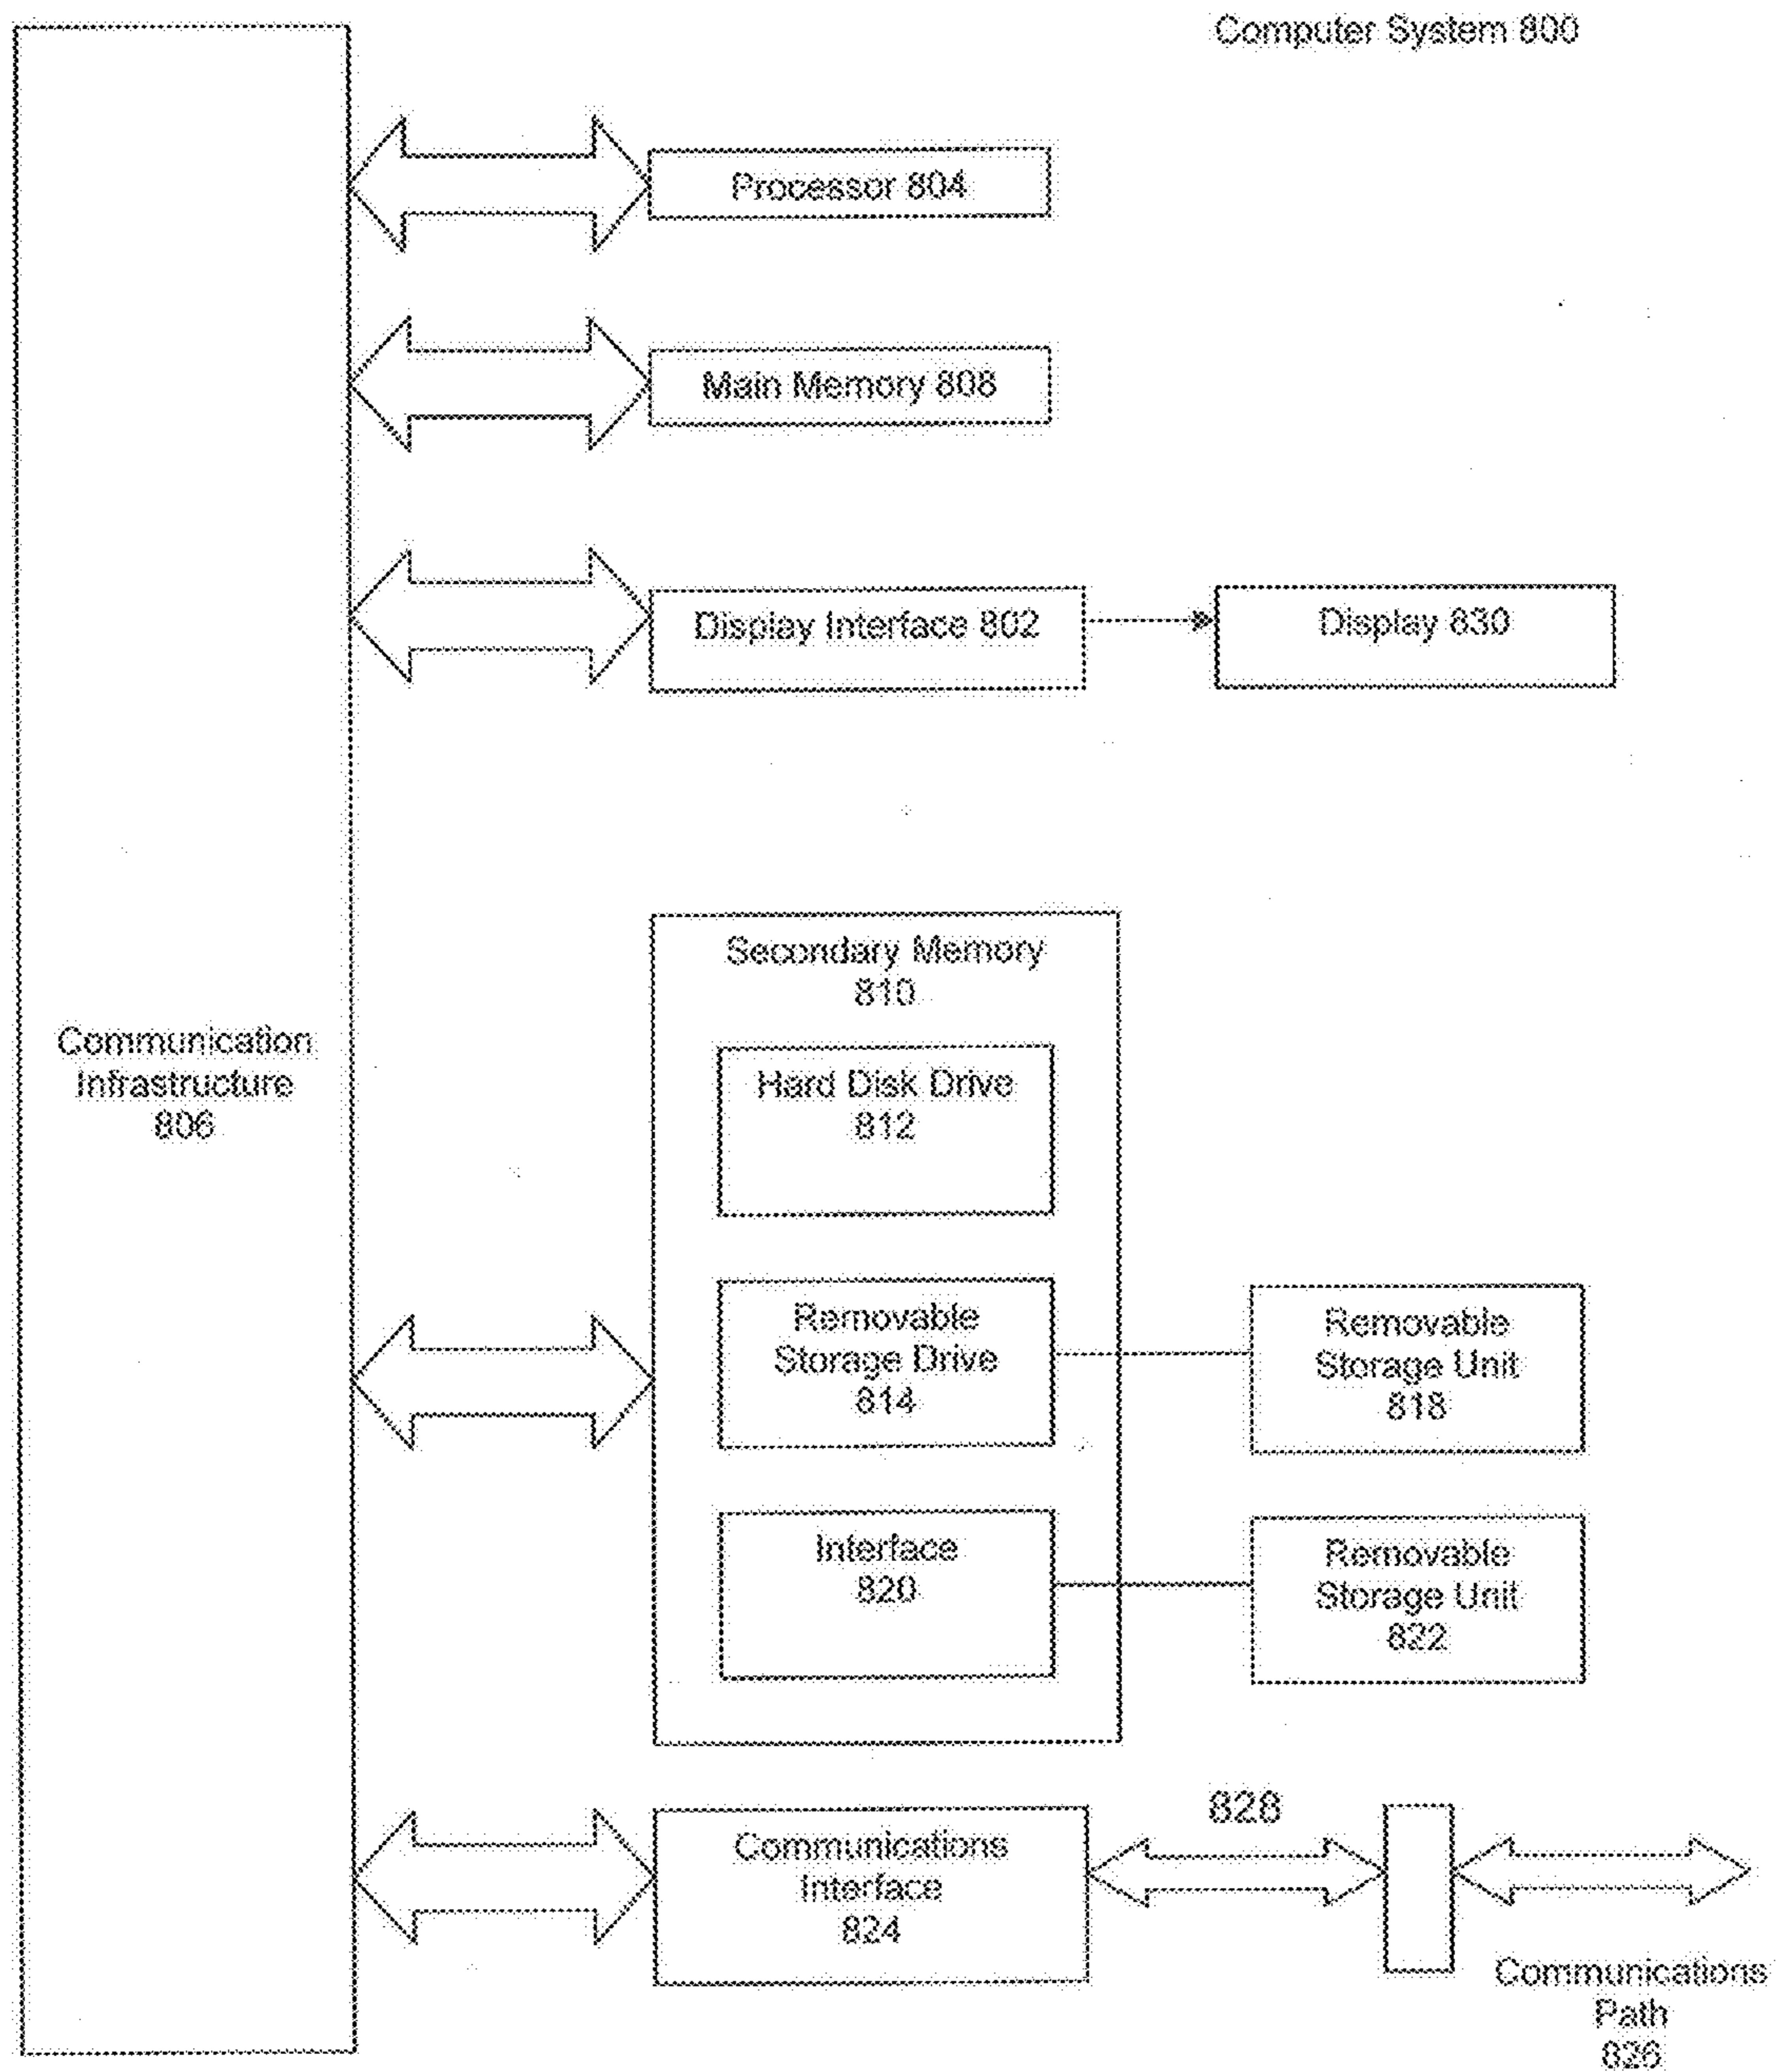 Computer System 800
Processor 804
Main Memory 808
Display Interface 802
Display 830
Secondary Memory
810
Communication
Infrastructure
806
Hard Disk Drive
812
Removable
Storage Drive
814
Removable
Storage Unit
818
Interface
820
Removable
Storage Unit
822
828
Communications
Interface
824
Communications
Path
826